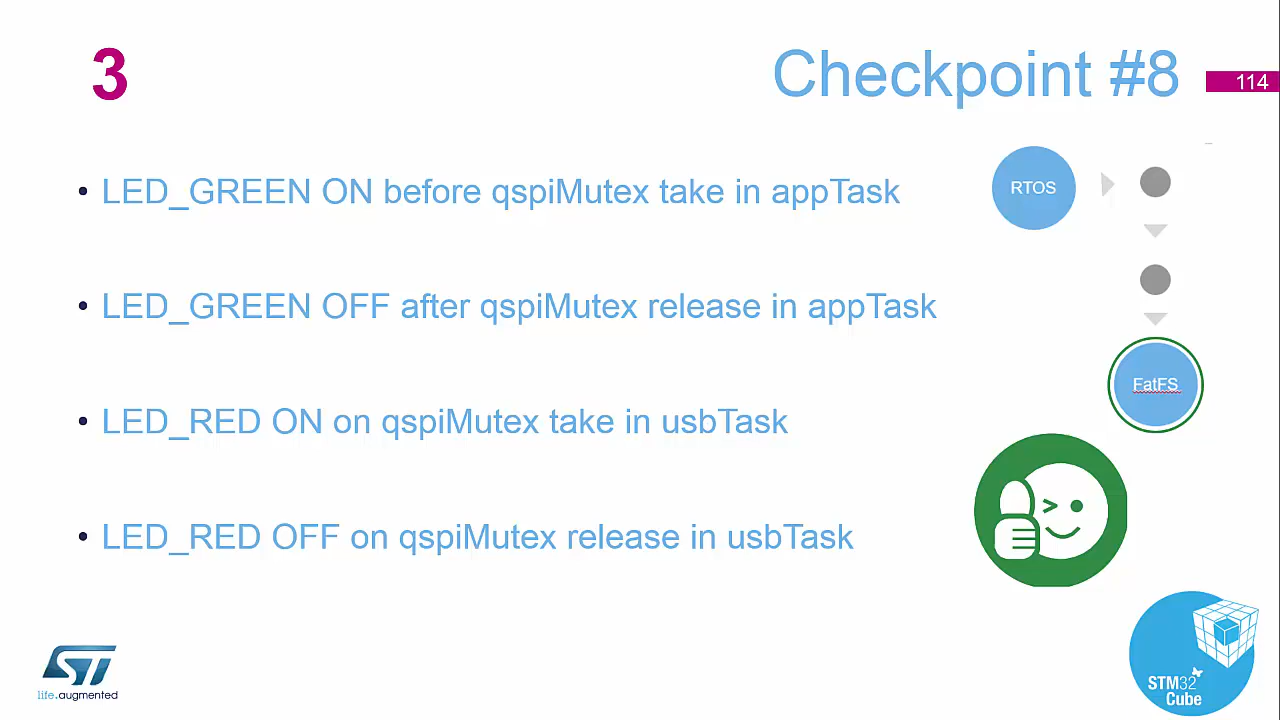 3
Checkpoint #8
114
• LED_GREEN ON before qspiMutex take in appTask
• LED_GREEN OFF after qspiMutex release in appTask
• LED_RED ON on qspiMutex take in usbTask
• LED_RED OFF on qspiMutex release in usbTask
RTOS
FatFS
ST
life.augmented
STM32
Cube